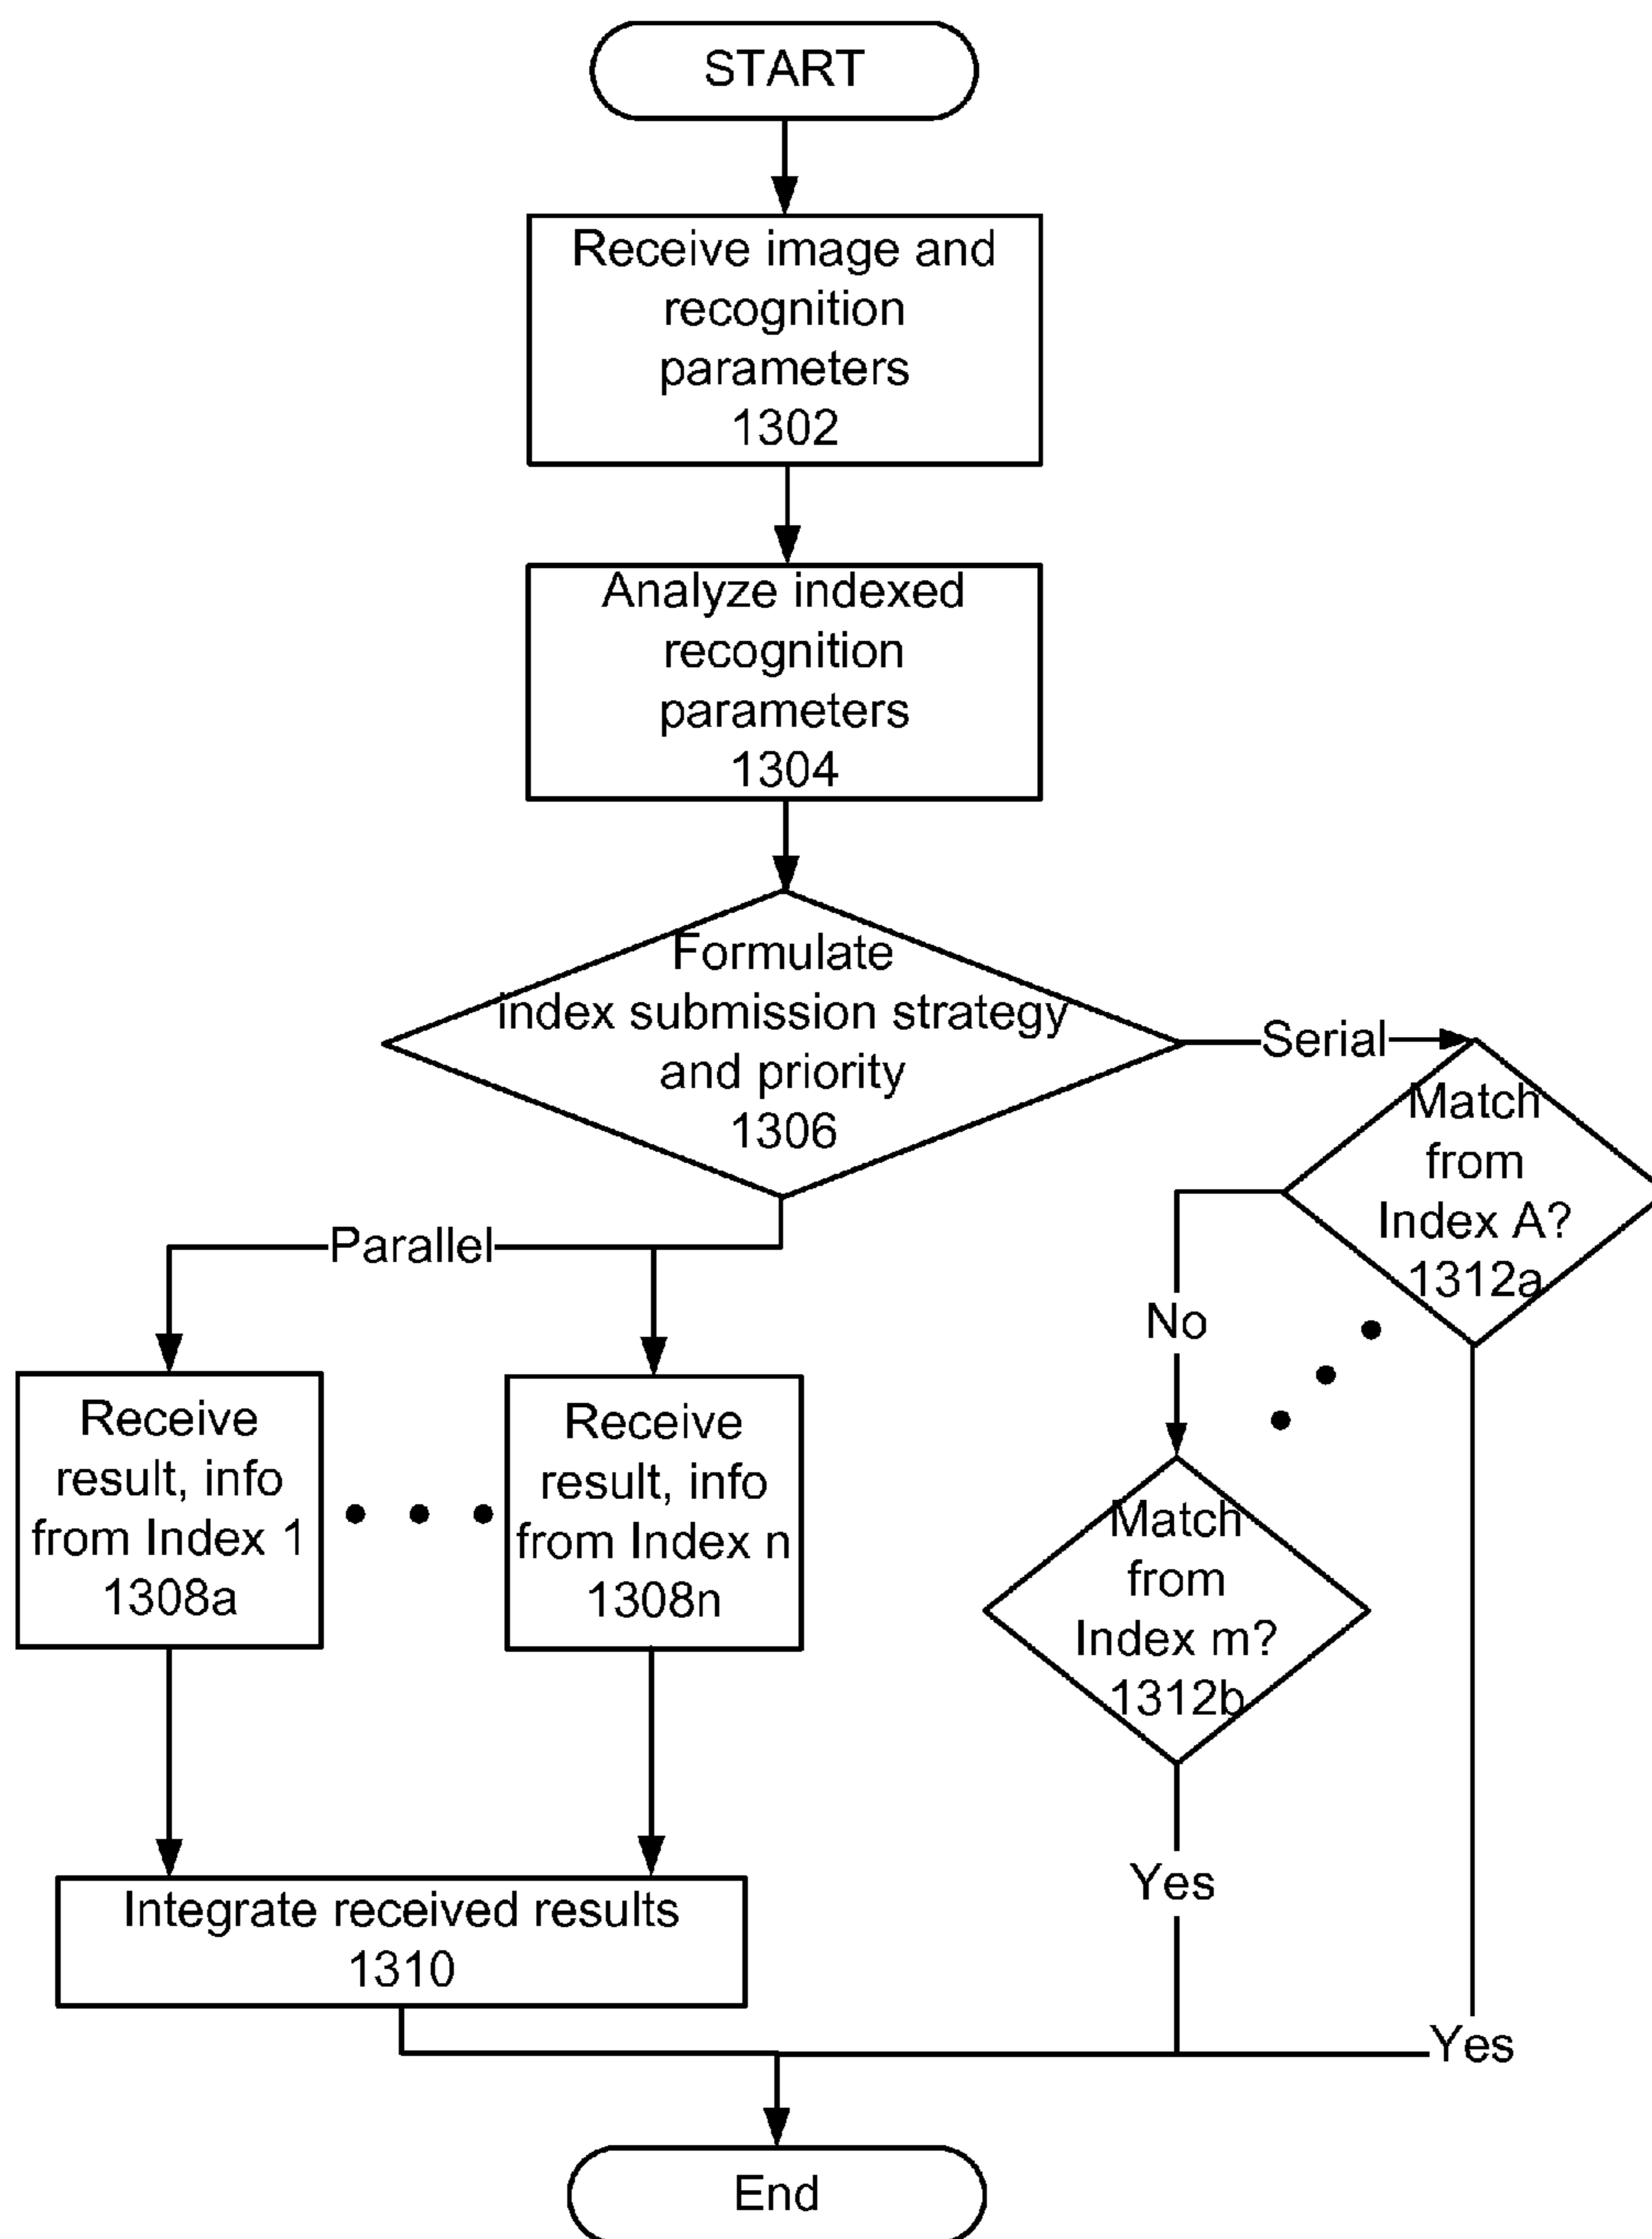 START
Receive image and
recognition
parameters
1302
Analyze indexed
recognition
parameters
1304
Formulate
index submission strategy
and priority
1306
Serial
Match
from
Index A?
1312a
Parallel
No
Receive
result, info
from Index 1
1308a
Receive
result, info
from Index n
1308n
Match
from
Index m?
1312b
Yes
Integrate received results
1310
Yes
End